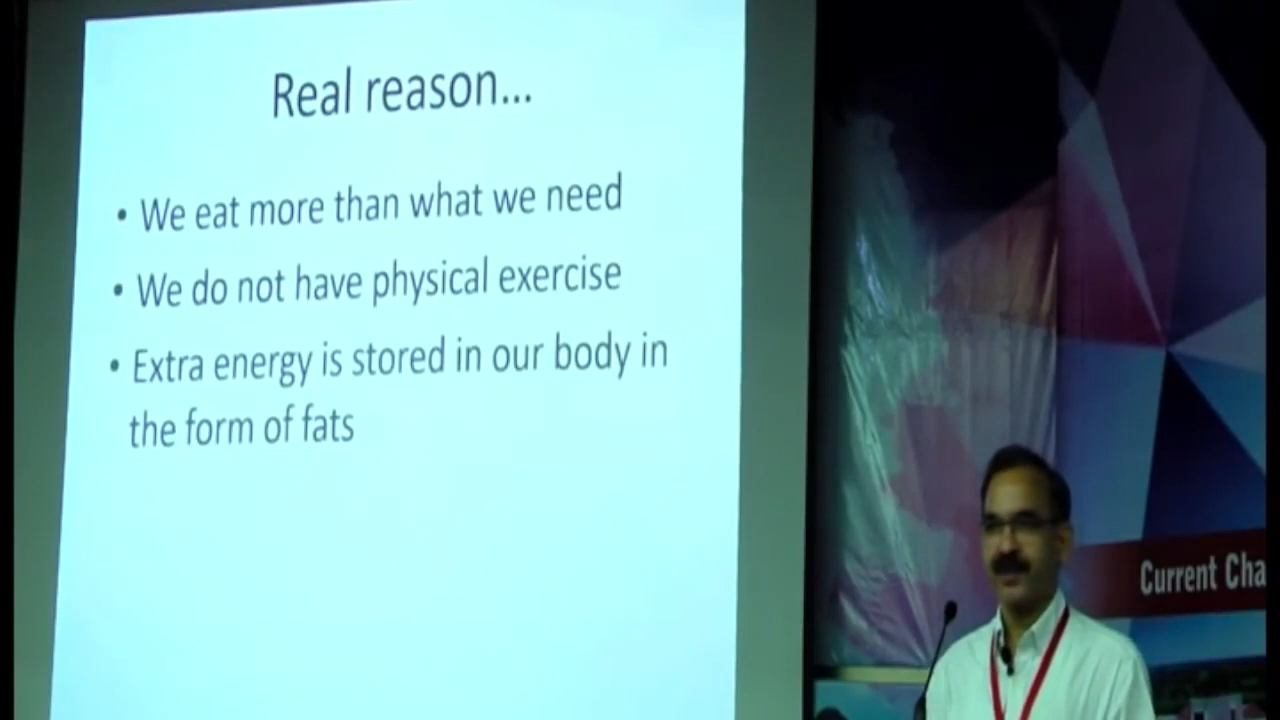 Real reason...
• We eat more than what we need
• We do not have physical exercise
• Extra energy is stored in our body in
the form of fats
Current Cha